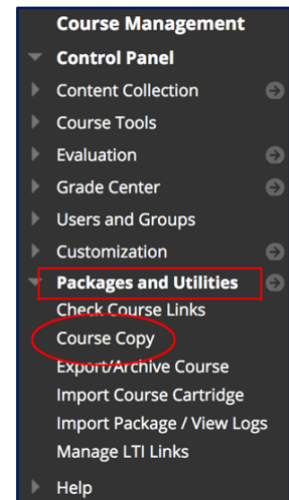 Course Management
Control Panel
Content Collection
Course Tools
Evaluation
Grade Center
Users and Groups
Customization
Packages and Utilities
Check Course Links
Course Copy
Export/Archive Course
Import Course Cartridge
Import Package / View Logs
Manage LTI Links
Help